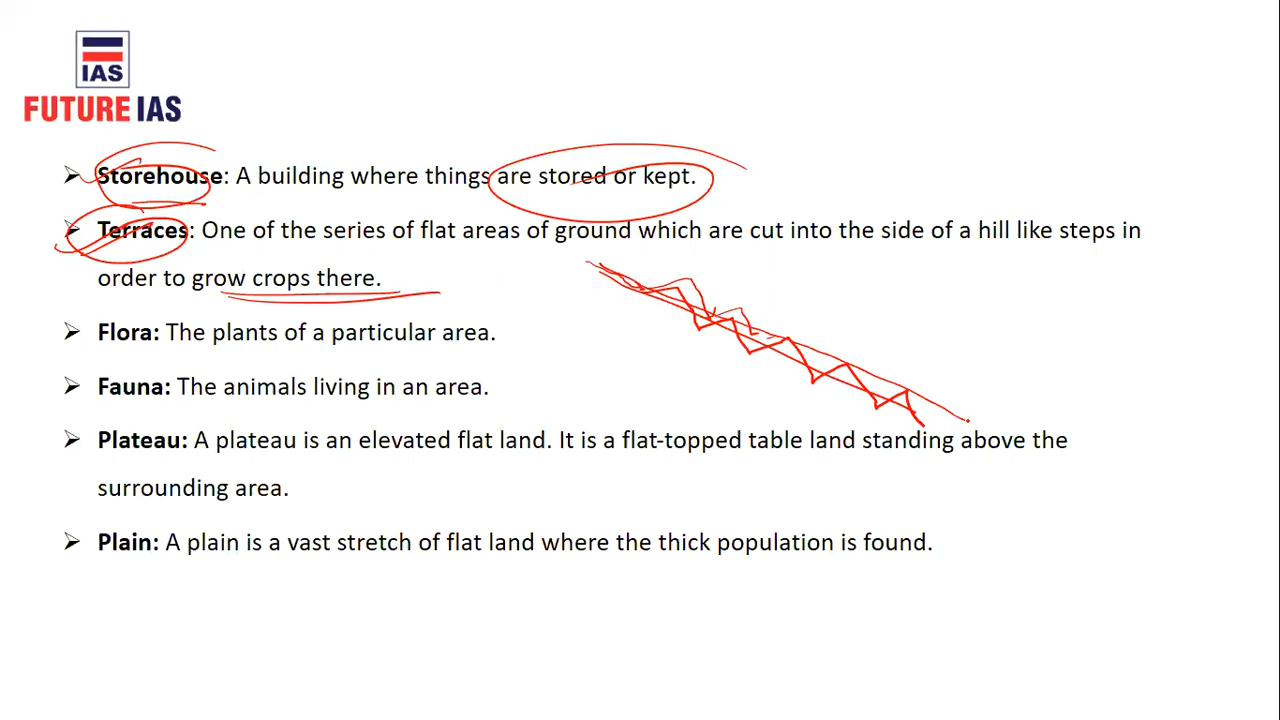 IAS
FUTURE IAS
➢ Storehouse: A building where things are stored or kept.
➢ Terraces: One of the series of flat areas of ground which are cut into the side of a hill like steps in
order to grow crops there.
➢ Flora: The plants of a particular area.
➢ Fauna: The animals living in an area.
➢ Plateau: A plateau is an elevated flat land. It is a flat-topped table land standing above the
surrounding area.
➢ Plain: A plain is a vast stretch of flat land where the thick population is found.